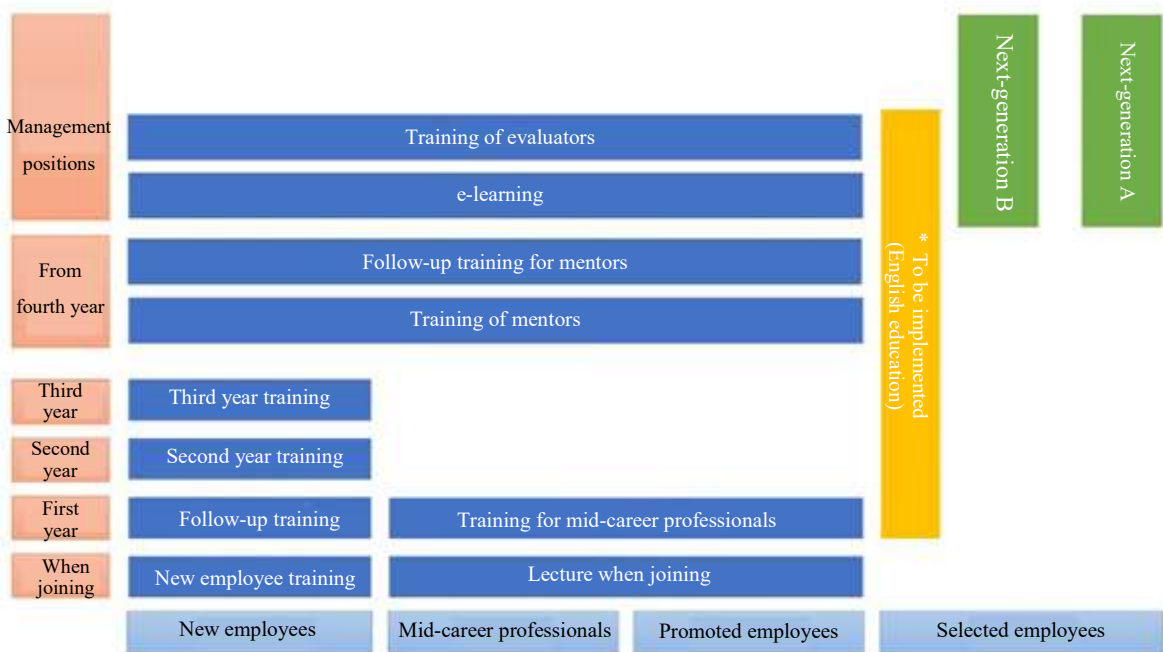 Management
positions
Training of evaluators
e-learning
Next-generation B
Next-generation A
From
fourth year
Follow-up training for mentors
Training of mentors
* To be implemented
(English education)
Third
year
Third year training
Second
year
Second year training
First
year
Follow-up training
Training for mid-career professionals
When
joining
New employee training
Lecture when joining
New employees
Mid-career professionals
Promoted employees
Selected employees